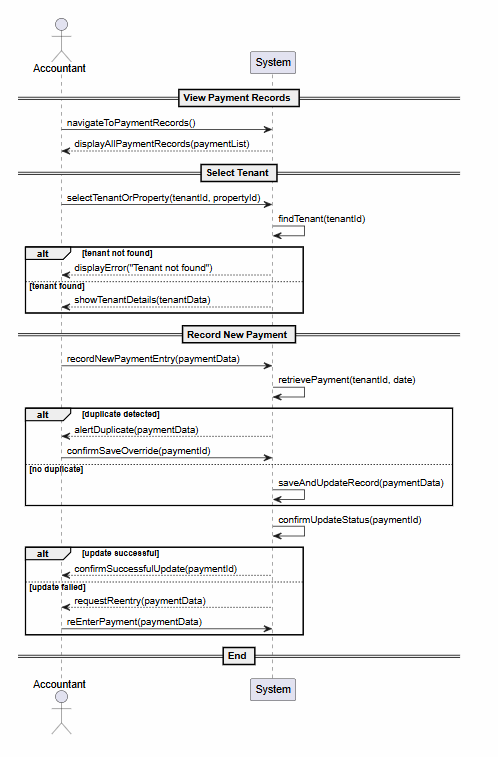 Accountant
System
View Payment Records
navigateToPaymentRecords()
displayAllPaymentRecords(paymentList)
Select Tenant
selectTenantOrProperty(tenantId, propertyId)
findTenant(tenantId)
alt [tenant not found]
displayError("Tenant not found")
[tenant found]
showTenantDetails(tenantData)
Record New Payment
recordNewPaymentEntry(paymentData)
retrievePayment(tenantId, date)
alt [duplicate detected]
alertDuplicate(paymentData)
confirmSaveOverride(paymentId)
[no duplicate]
saveAndUpdateRecord(paymentData)
confirmUpdateStatus(paymentId)
alt [update successful]
confirmSuccessfulUpdate(paymentId)
[update failed]
requestReentry(paymentData)
reEnterPayment(paymentData)
End
Accountant
System